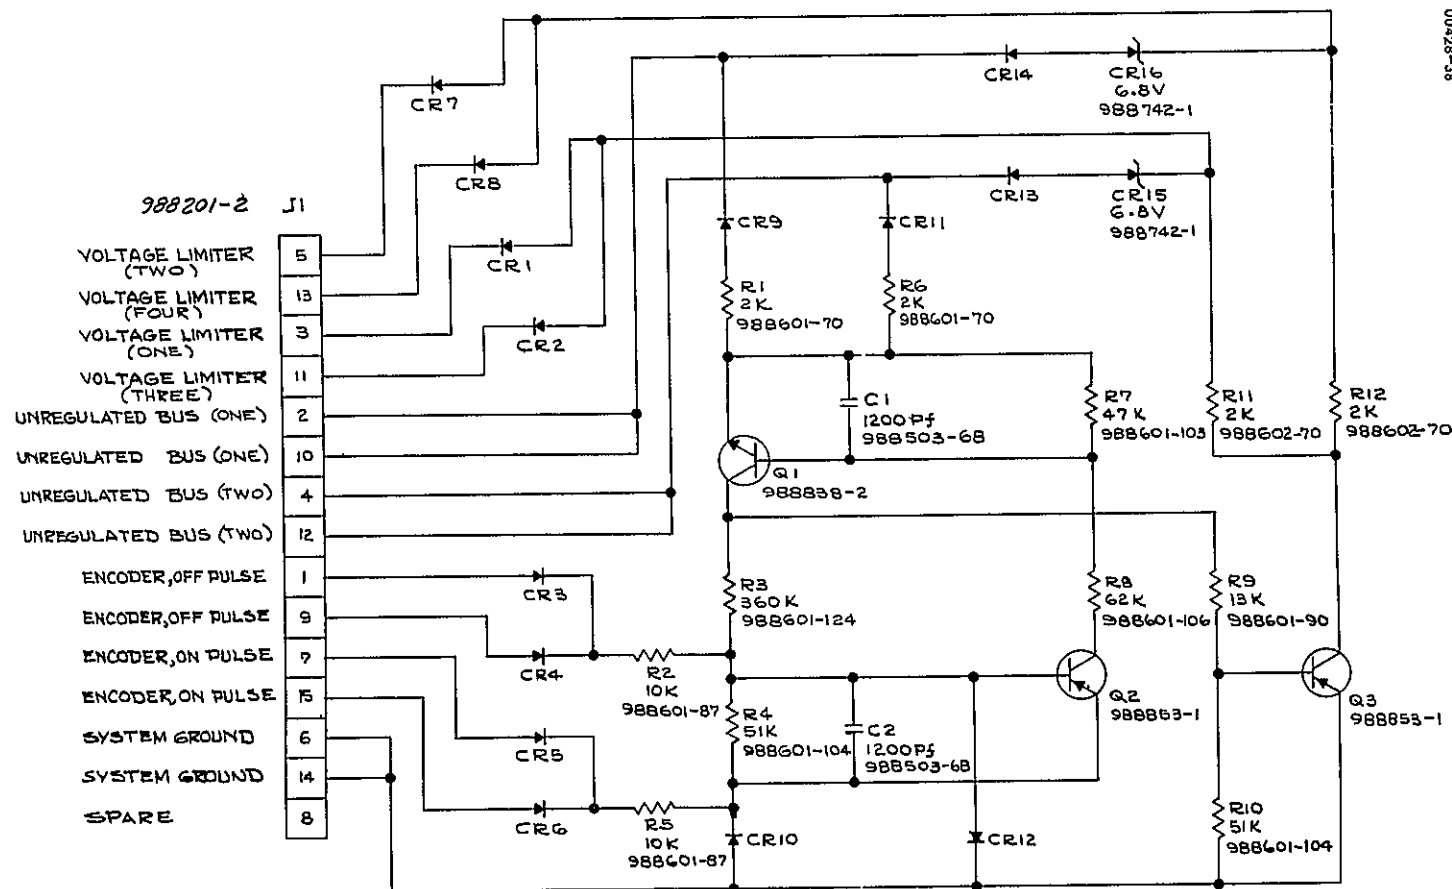 CR7
CR14
CR16
6.8V
988742-1
CR8
CR13
CR15
6.8V
988742-1
988201-2 J1
CR9
CR11
VOLTAGE LIMITER
(TWO)
5
CR1
VOLTAGE LIMITER
(FOUR)
13
R1
2K
988601-70
R6
2K
988601-70
VOLTAGE LIMITER
(ONE)
3
CR2
VOLTAGE LIMITER
(THREE)
11
UNREGULATED BUS (ONE) 2
C1
1200 Pf
988503-68
R7
47K
988601-103
R11
2K
988602-70
R12
2K
988602-70
UNREGULATED BUS (ONE) 10
Q1
988838-2
UNREGULATED BUS (TWO) 4
UNREGULATED BUS (TWO) 12
ENCODER, OFF PULSE 1
CR3
R3
360K
988601-124
R8
62K
988601-106
R9
13K
988601-90
ENCODER, OFF PULSE 9
CR4
R2
10K
988601-87
ENCODER, ON PULSE 7
ENCODER, ON PULSE 15
Q2
988853-1
Q3
988853-1
R4
51K
988601-104
C2
1200Pf
988503-68
SYSTEM GROUND 6
CR5
SYSTEM GROUND 14
SPARE 8
CR6
R5
10K
988601-87
CR10
CR12
R10
51K
988601-104